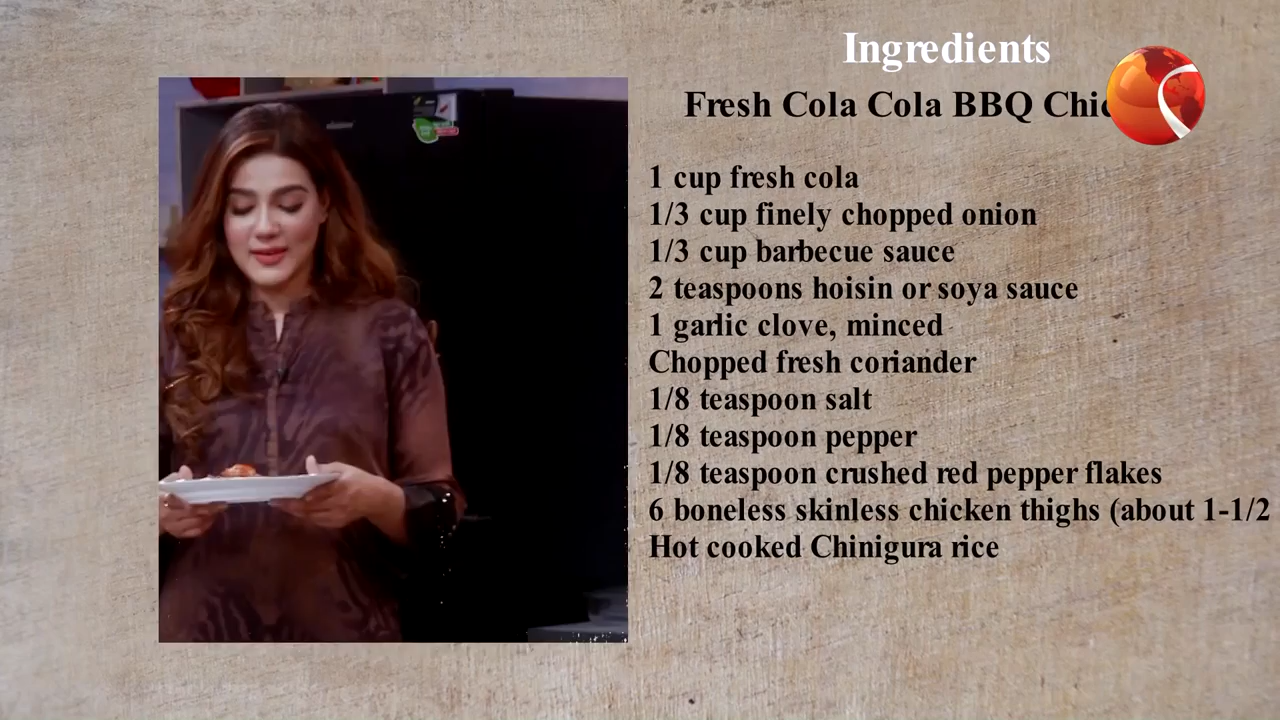 Ingredients
Fresh Cola Cola BBQ
1 cup fresh cola
1/3 cup finely chopped onion
1/3 cup barbecue sauce
2 teaspoons hoisin or soya sauce
1 garlic clove, minced
Chopped fresh coriander
1/8 teaspoon salt
1/8 teaspoon pepper
1/8 teaspoon crushed red pepper flakes
6 boneless skinless chicken thighs (about 1-1/2
Hot cooked Chinigura rice